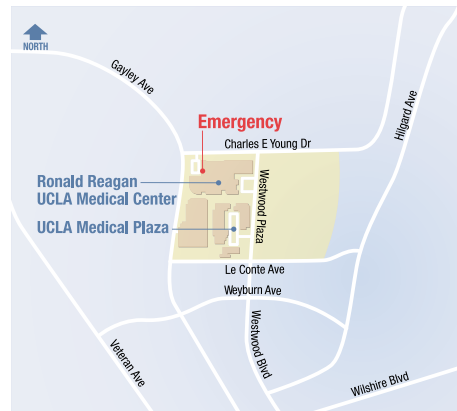 NORTH
Gayley Ave
Hilgard Ave
Emergency
Charles E Young Dr
Ronald Reagan
UCLA Medical Center
Westwood Plaza
UCLA Medical Plaza
Le Conte Ave
Weyburn Ave
Veteran Ave
Westwood Blvd
Wilshire Blvd